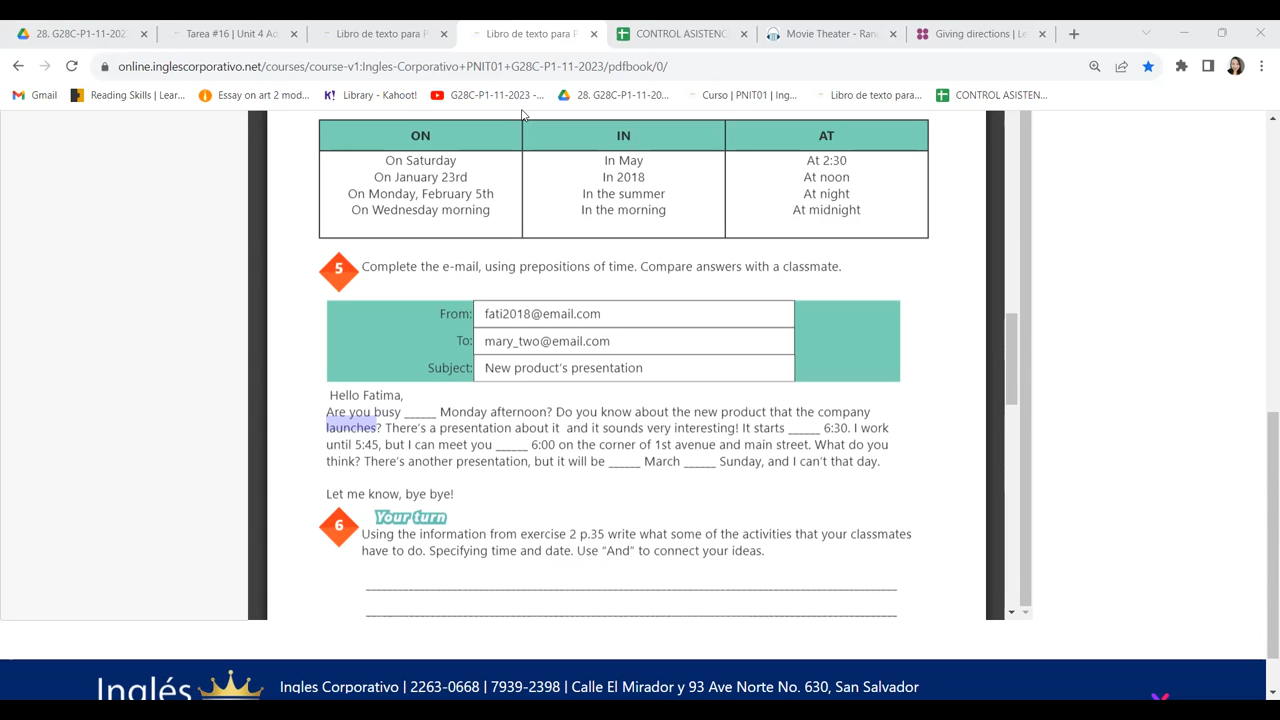 28. G28C-P1-11-202 Tarea #16 | Unit 4 Ad Libro de texto para P Libro de texto para P CONTROL ASISTENC Movie Theater - Ran Giving directions | Le
online.inglescorporativo.net/courses/course-v1:Ingles-Corporativo+PNIT01+G28C-P1-11-2023/pdfbook/0/
Gmail Reading Skills | Lear... Essay on art 2 mod... Library - Kahoot! G28C-P1-11-2023 -... 28. G28C-P1-11-20... Curso | PNIT01 | Ing... Libro de texto para... CONTROL ASISTEN...
ON IN AT
On Saturday In May At 2:30
On January 23rd In 2018 At noon
On Monday, February 5th In the summer At night
On Wednesday morning In the morning At midnight
5 Complete the e-mail, using prepositions of time. Compare answers with a classmate.
From: fati2018@email.com
To: mary_two@email.com
Subject: New product's presentation
Hello Fatima,
Are you busy ______ Monday afternoon? Do you know about the new product that the company
launches? There's a presentation about it and it sounds very interesting! It starts ______ 6:30. I work
until 5:45, but I can meet you ______ 6:00 on the corner of 1st avenue and main street. What do you
think? There's another presentation, but it will be ______ March ______ Sunday, and I can't that day.
Let me know, bye bye!
6 Your turn
Using the information from exercise 2 p.35 write what some of the activities that your classmates
have to do. Specifying time and date. Use "And" to connect your ideas.
Inglés Ingles Corporativo | 2263-0668 | 7939-2398 | Calle El Mirador y 93 Ave Norte No. 630, San Salvador